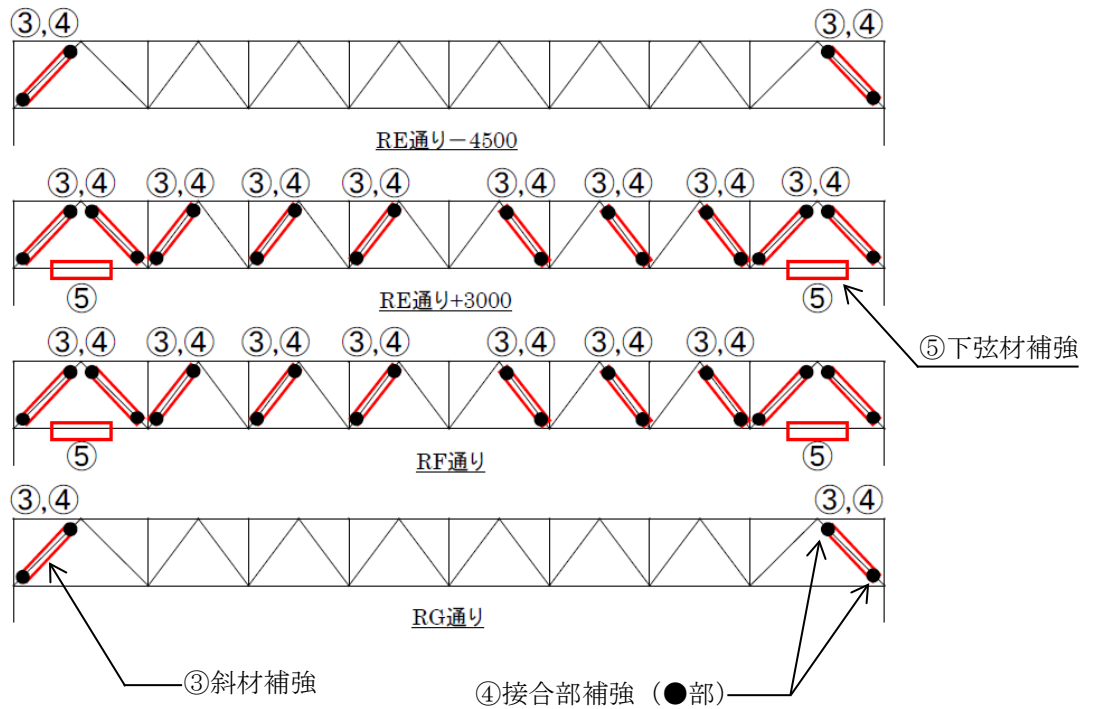 ③,④ ③,④
RE通り－4500
③,④ ③,④ ③,④ ③,④ ③,④ ③,④ ③,④ ③,④
⑤ RE通り+3000 ⑤
⑤下弦材補強
③,④ ③,④ ③,④ ③,④ ③,④ ③,④ ③,④
⑤ RF通り ⑤
③,④ ③,④
RG通り
③斜材補強
④接合部補強（●部）